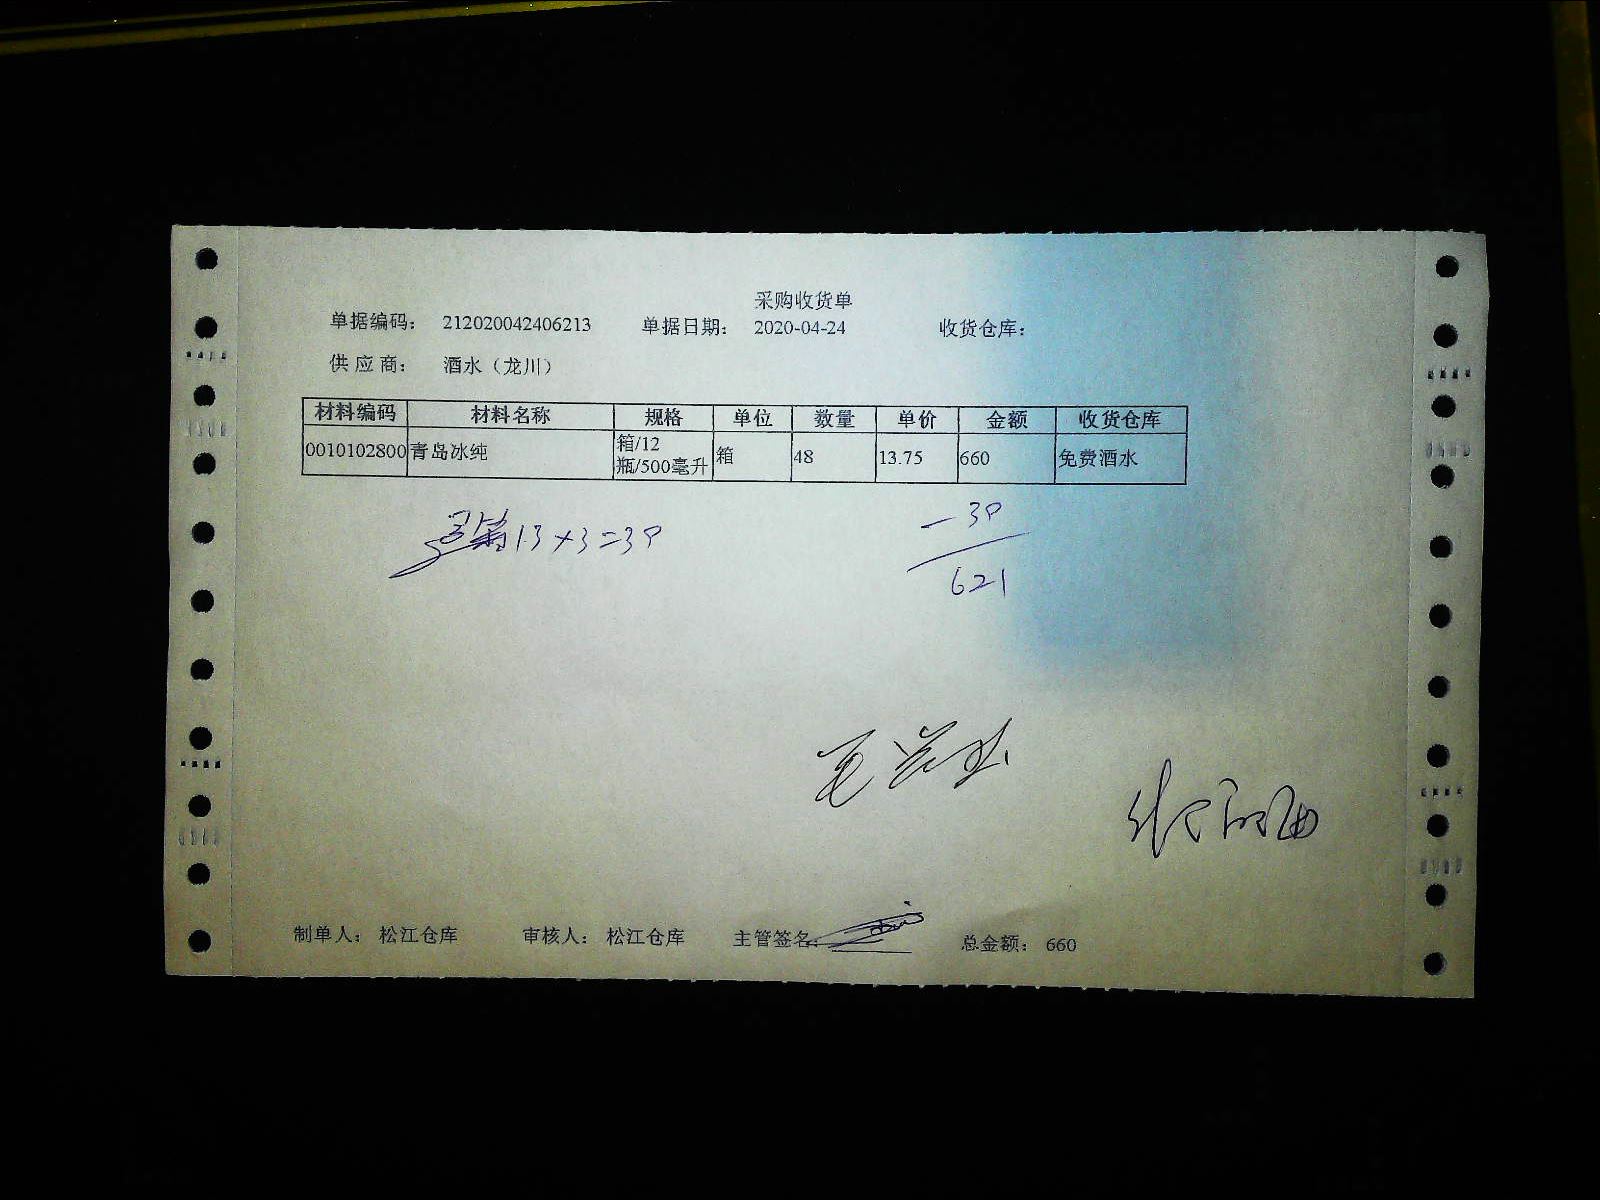 采购收货单
单据编码： 212020042406213 单据日期： 2020-04-24 收货仓库：
供应商： 酒水（龙川）
材料编码 材料名称 规格 单位 数量 单价 金额 收货仓库
0010102800 青岛冰纯 箱/12瓶/500毫升 箱 48 13.75 660 免费酒水
13×3=39
-39
621
制单人： 松江仓库 审核人： 松江仓库 主管签名： 总金额： 660